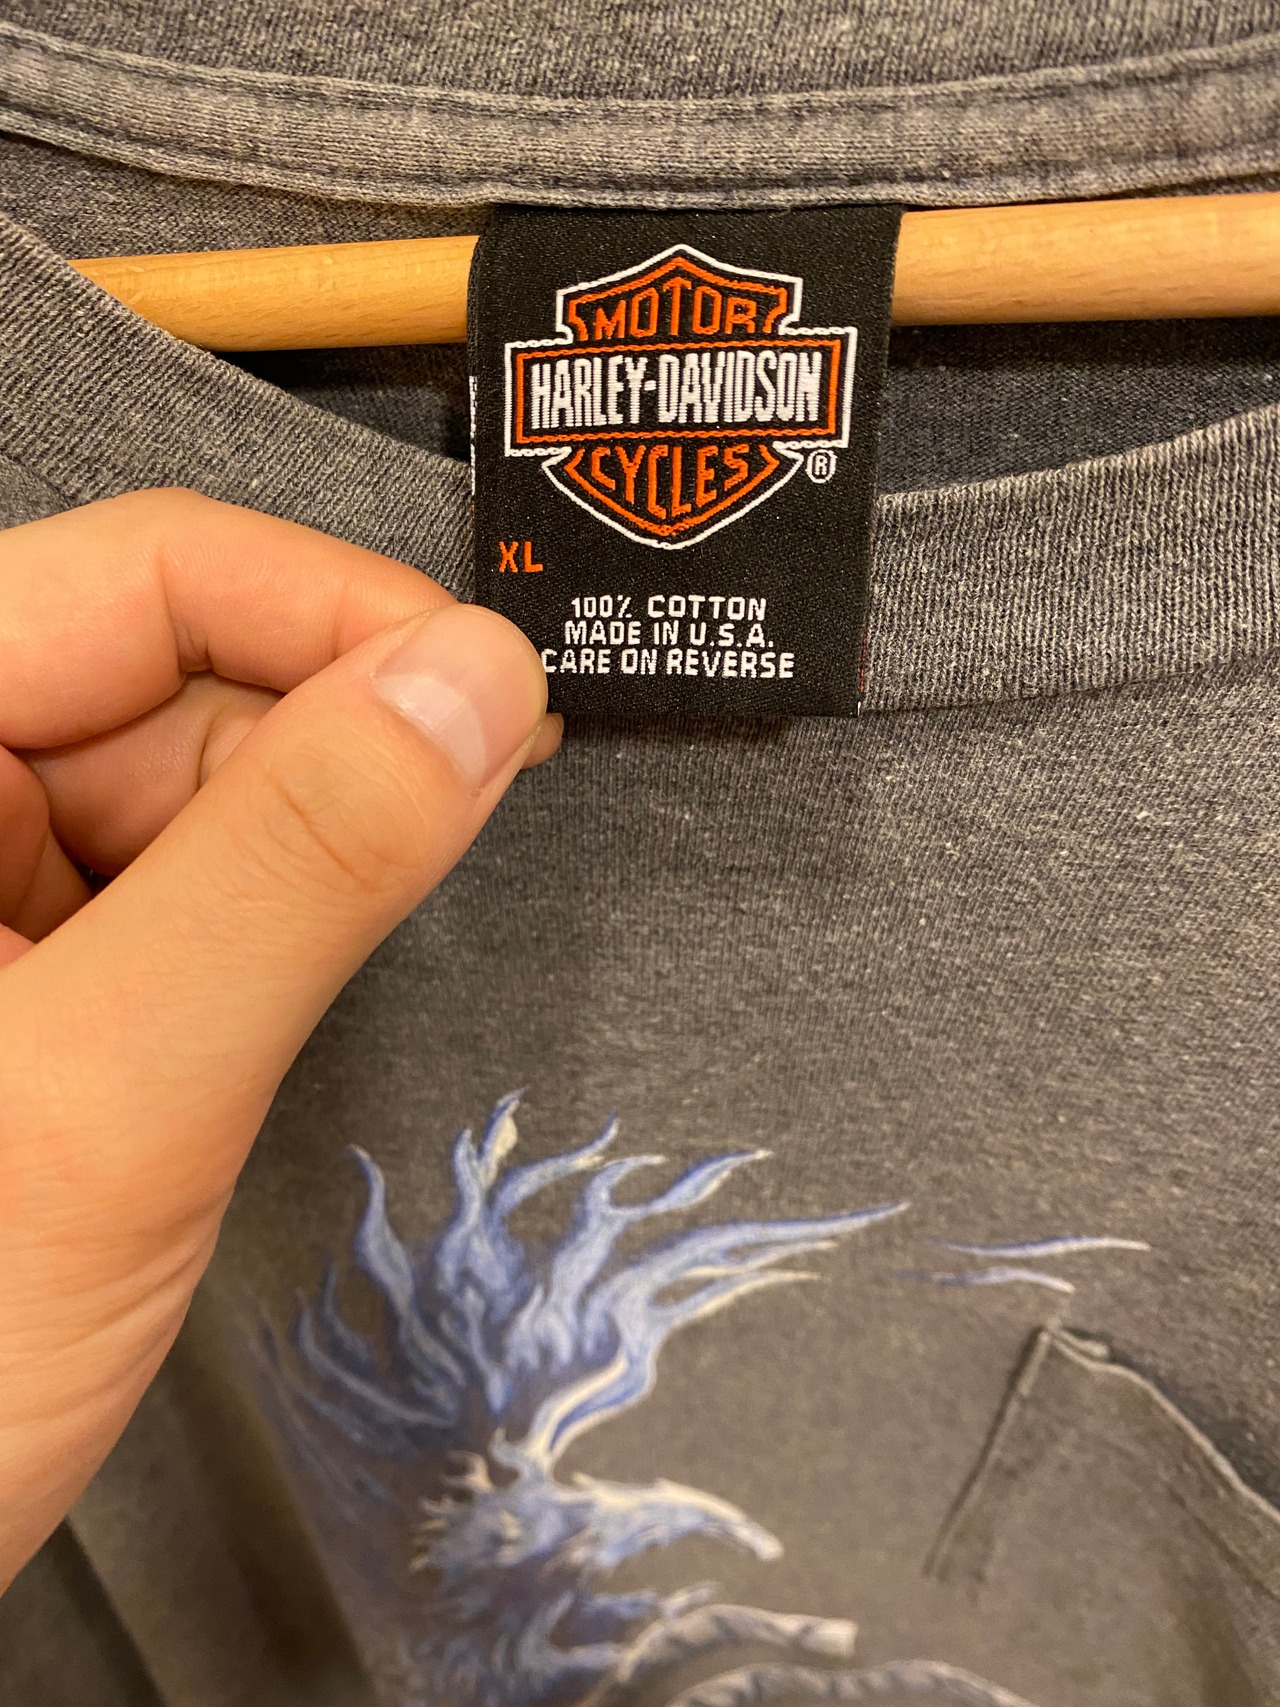 MOTOR
HARLEY-DAVIDSON
CYCLES
®
XL
100% COTTON
MADE IN U.S.A.
CARE ON REVERSE